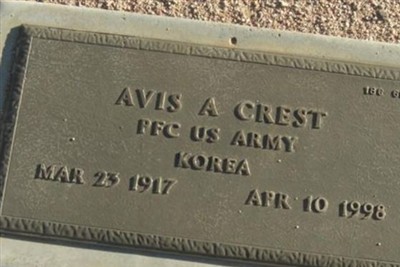 AVIS A CREST
PFC US ARMY
KOREA
MAR 23 1917 APR 10 1998